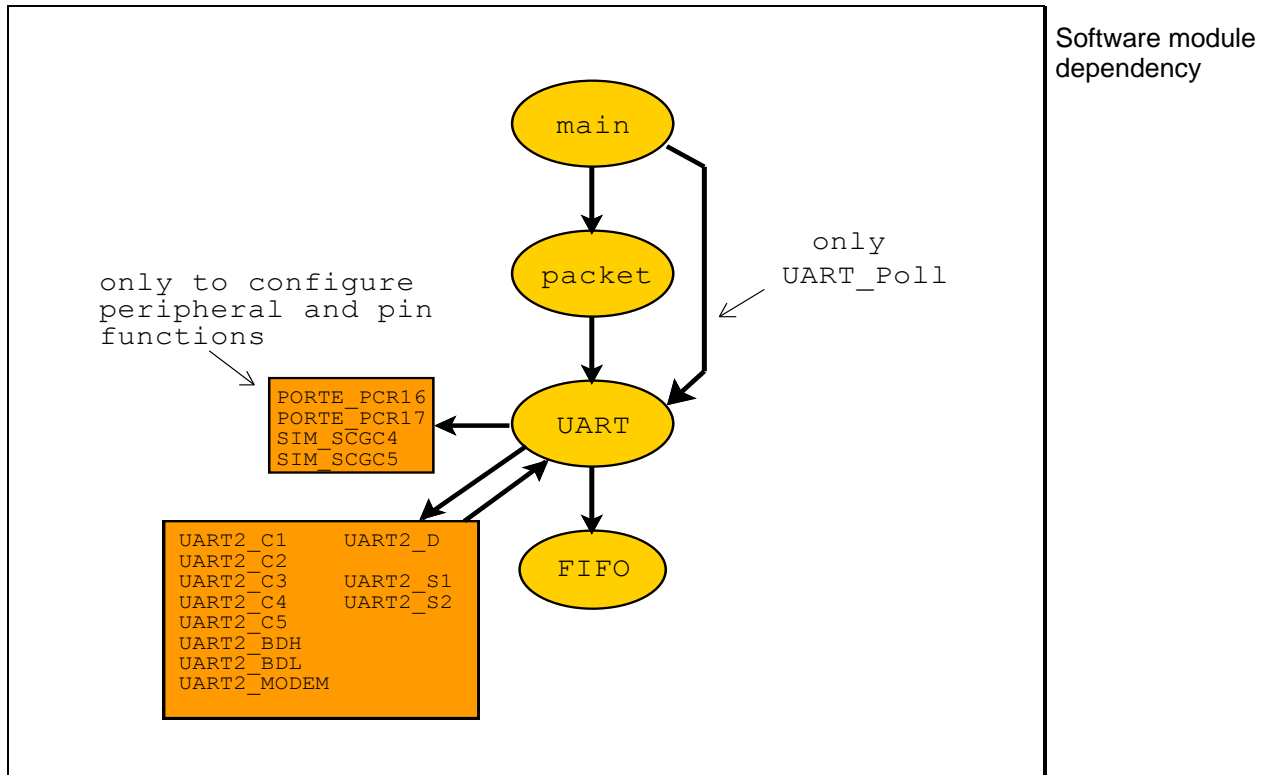 Software module
dependency
main
only
UART_Poll
packet
only to configure
peripheral and pin
functions
PORTE_PCR16
PORTE_PCR17
SIM_SCGC4
SIM_SCGC5
UART
UART2_C1 UART2_D
UART2_C2
UART2_C3 UART2_S1
UART2_C4 UART2_S2
UART2_C5
UART2_BDH
UART2_BDL
UART2_MODEM
FIFO